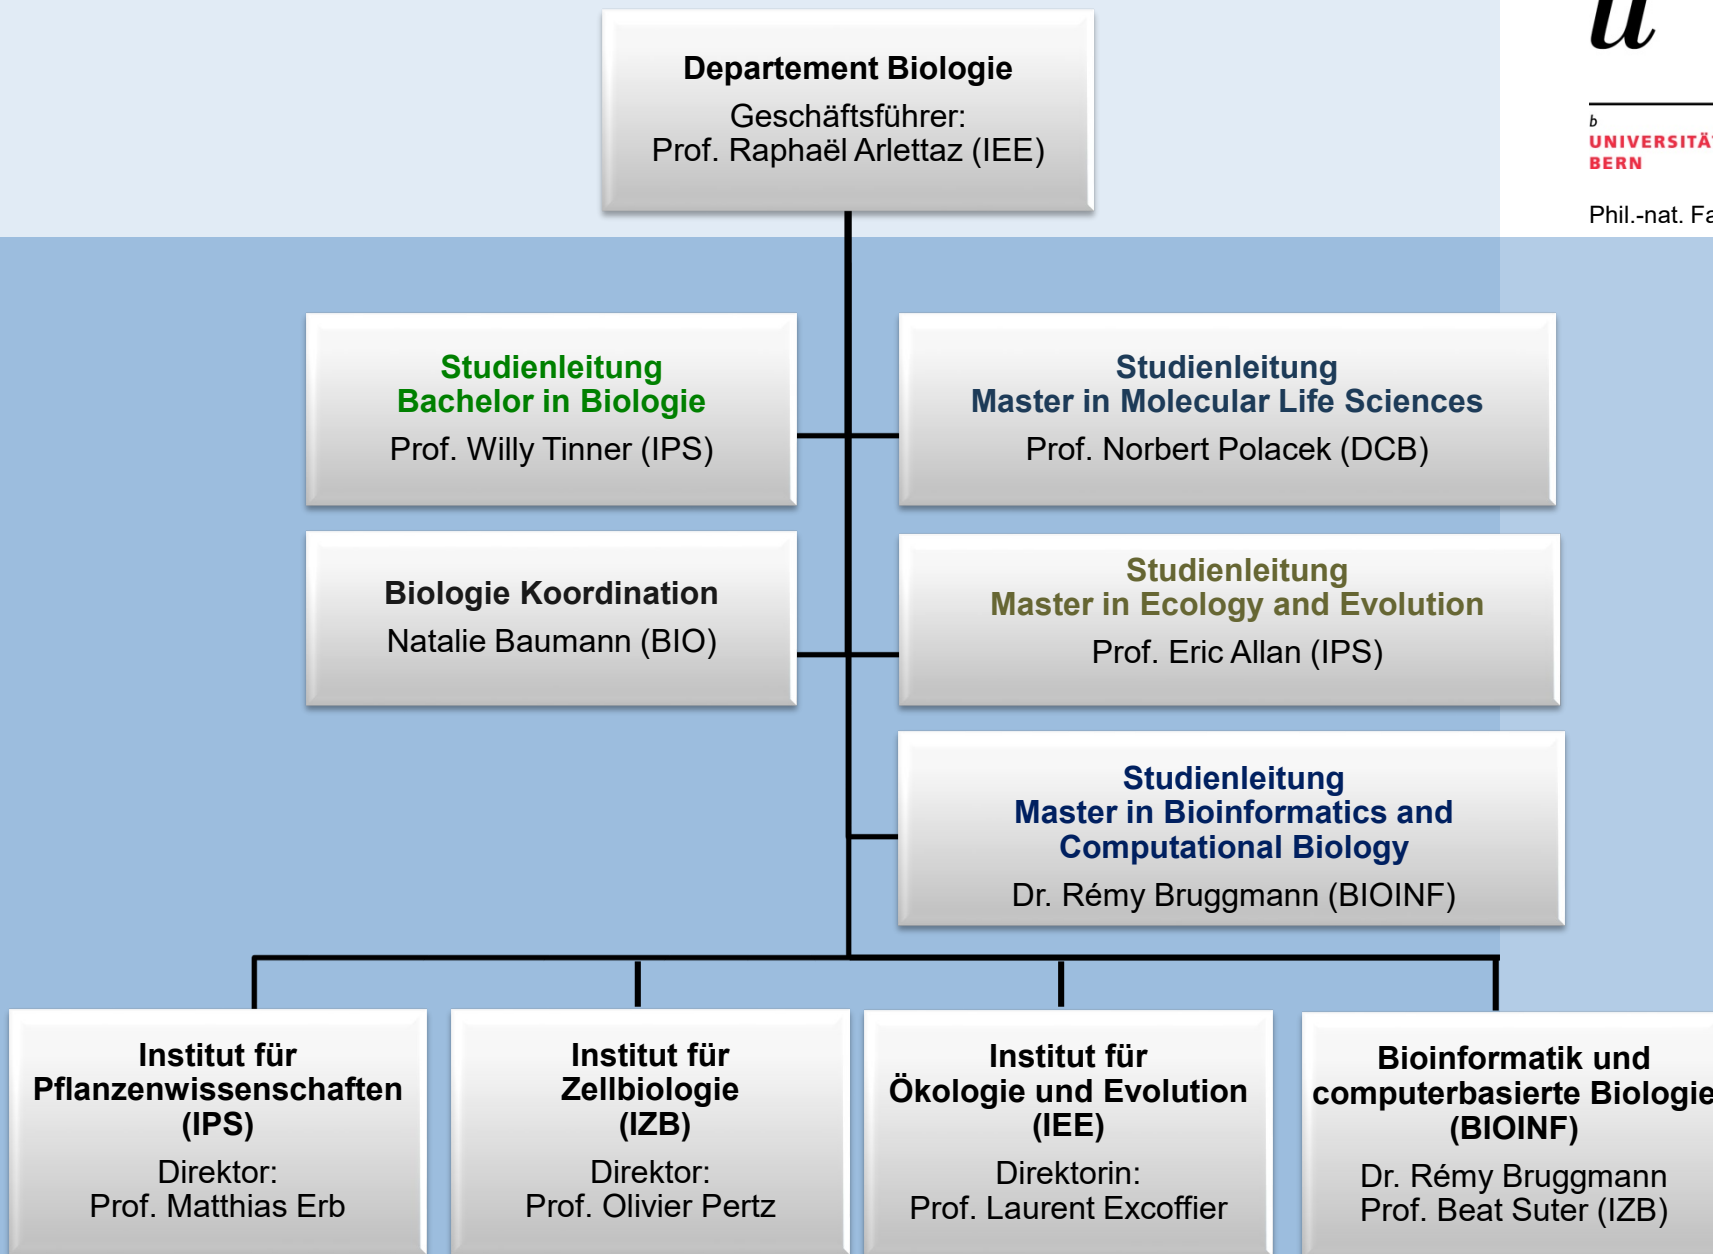 Departement Biologie
Geschäftsführer:
Prof. Raphaël Arlettaz (IEE)
u
b
UNIVERSITÄT
BERN
Phil.-nat. Fa
Studienleitung
Bachelor in Biologie
Prof. Willy Tinner (IPS)
Studienleitung
Master in Molecular Life Sciences
Prof. Norbert Polacek (DCB)
Biologie Koordination
Natalie Baumann (BIO)
Studienleitung
Master in Ecology and Evolution
Prof. Eric Allan (IPS)
Studienleitung
Master in Bioinformatics and
Computational Biology
Dr. Rémy Bruggmann (BIOINF)
Institut für
Pflanzenwissenschaften
(IPS)
Direktor:
Prof. Matthias Erb
Institut für
Zellbiologie
(IZB)
Direktor:
Prof. Olivier Pertz
Institut für
Ökologie und Evolution
(IEE)
Direktorin:
Prof. Laurent Excoffier
Bioinformatik und
computerbasierte Biologie
(BIOINF)
Dr. Rémy Bruggmann
Prof. Beat Suter (IZB)